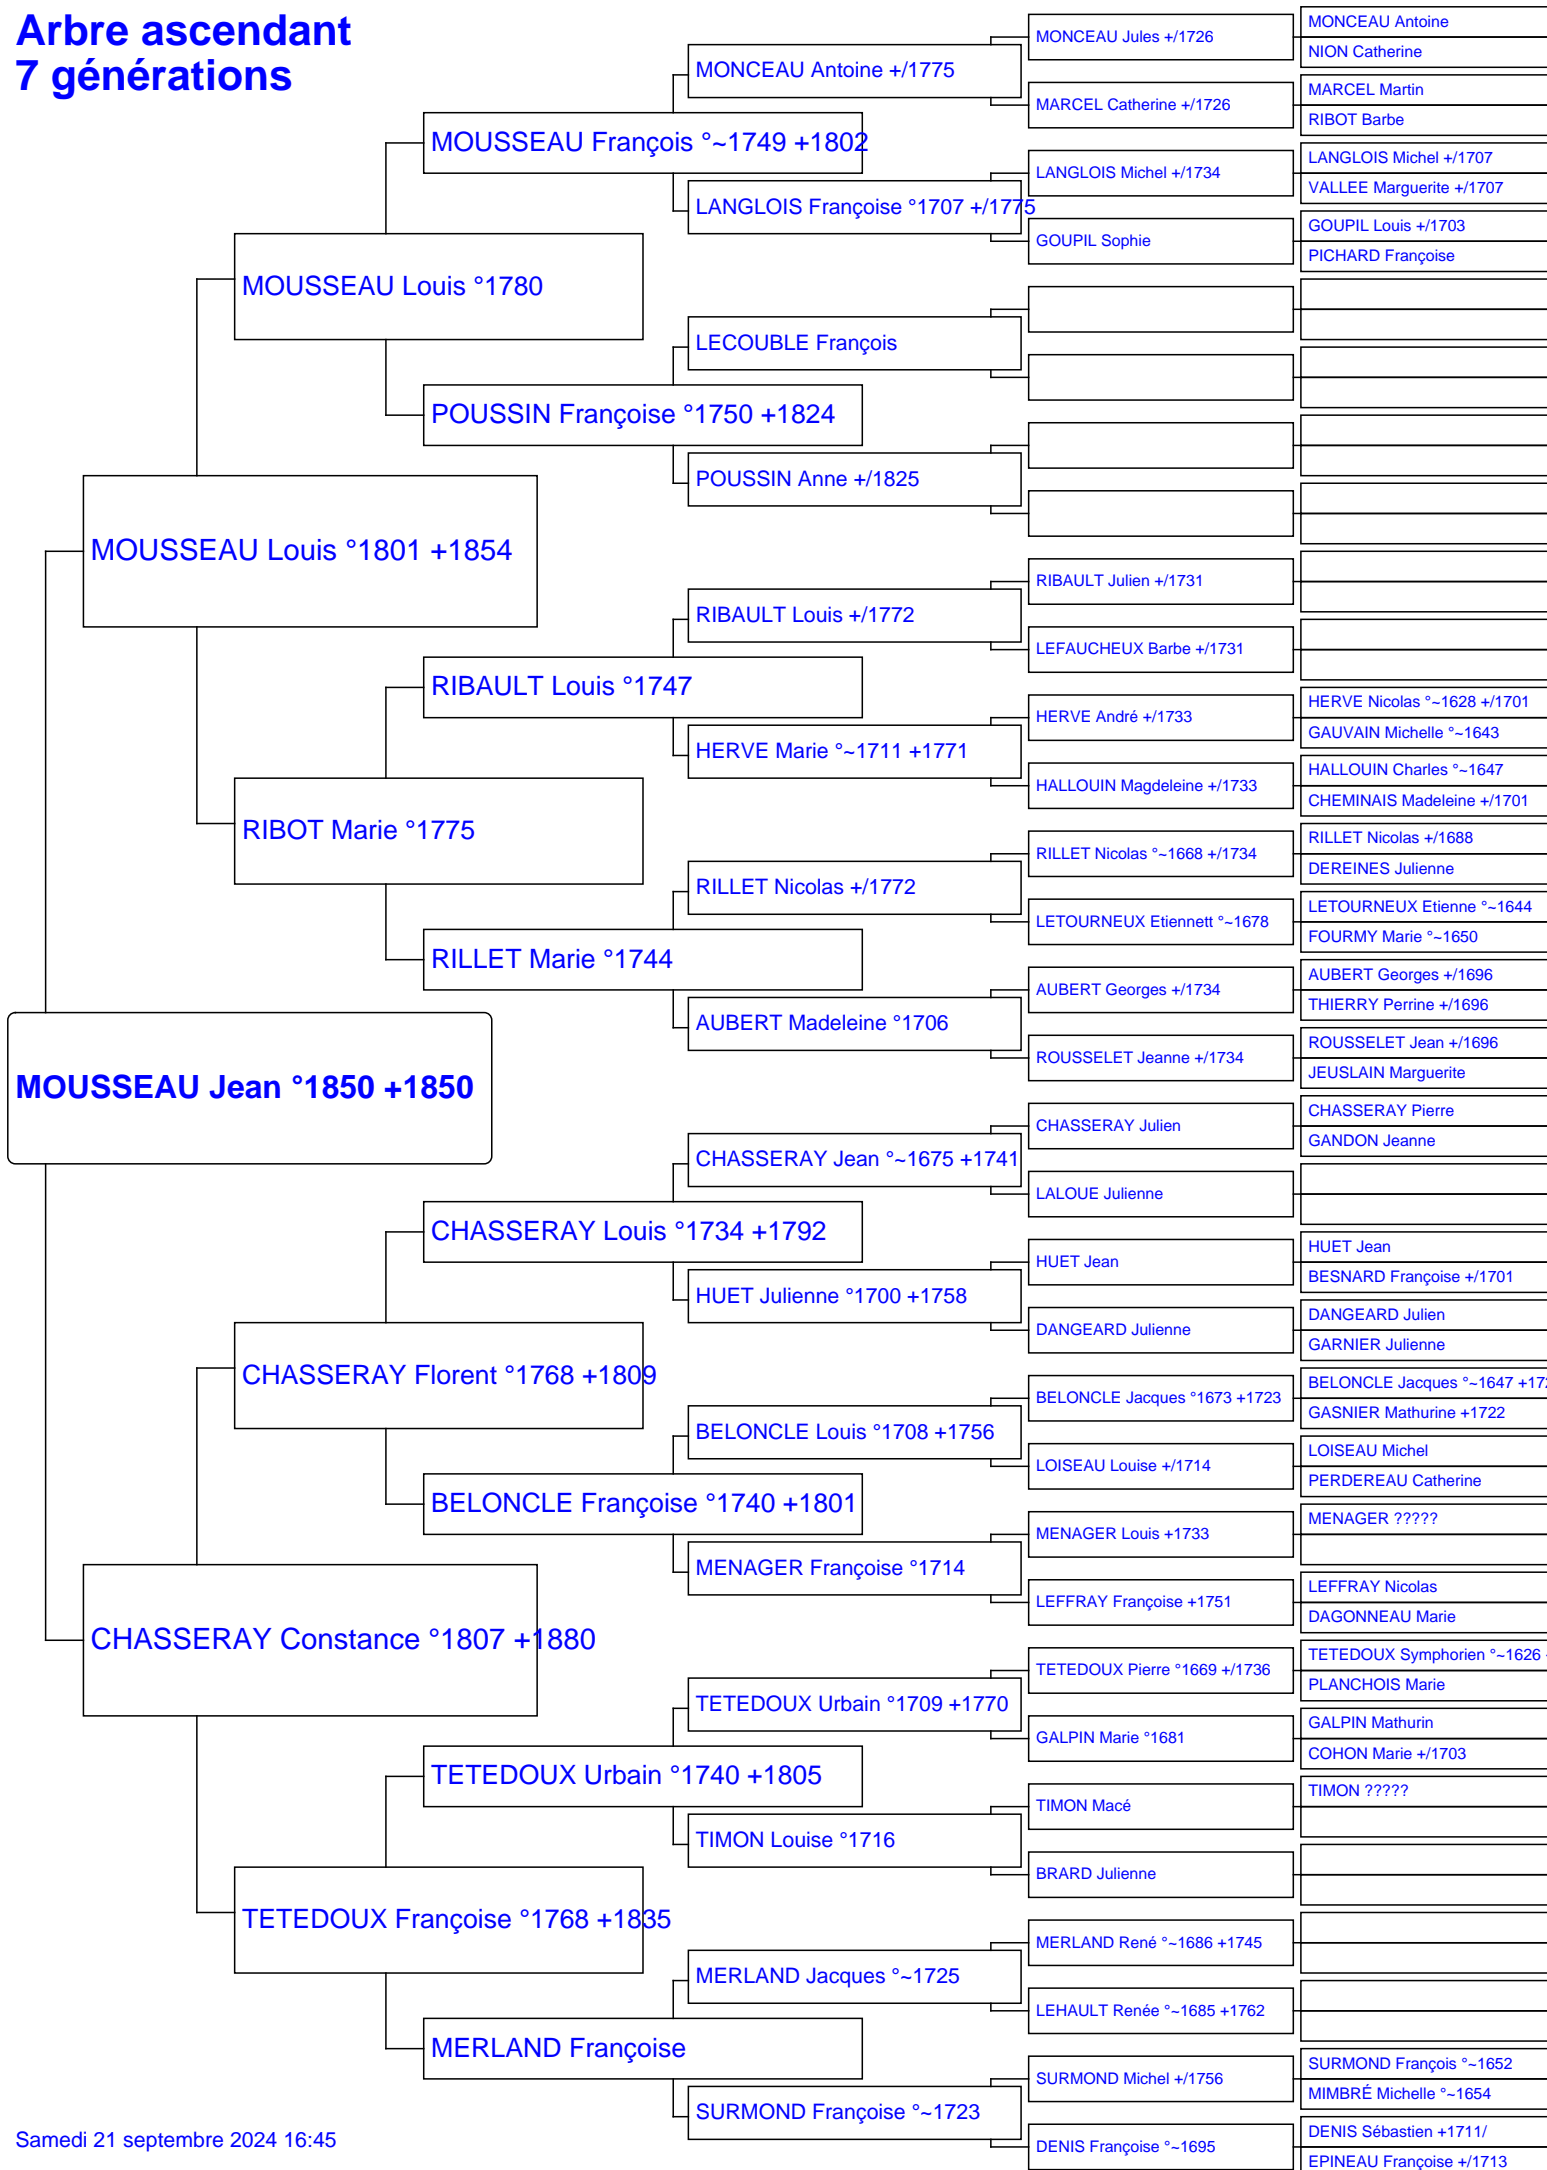 Arbre ascendant
7 générations
MOUSSEAU Jean °1850 +1850
MOUSSEAU Louis °1801 +1854
CHASSERAY Constance °1807 +1880
MOUSSEAU Louis °1780
RIBOT Marie °1775
CHASSERAY Florent °1768 +1809
TETEDOUX Françoise °1768 +1835
MOUSSEAU François °~1749 +1802
POUSSIN Françoise °1750 +1824
RIBAULT Louis °1747
RILLET Marie °1744
CHASSERAY Louis °1734 +1792
BELONCLE Françoise °1740 +1801
TETEDOUX Urbain °1740 +1805
MERLAND Françoise
MONCEAU Antoine +/1775
LANGLOIS Françoise °1707 +/1775
LECOUBLE François
POUSSIN Anne +/1825
RIBAULT Louis +/1772
HERVE Marie °~1711 +1771
RILLET Nicolas +/1772
AUBERT Madeleine °1706
CHASSERAY Jean °~1675 +1741
HUET Julienne °1700 +1758
BELONCLE Louis °1708 +1756
MENAGER Françoise °1714
TETEDOUX Urbain °1709 +1770
TIMON Louise °1716
MERLAND Jacques °~1725
SURMOND Françoise °~1723
MONCEAU Jules +/1726
MARCEL Catherine +/1726
LANGLOIS Michel +/1734
GOUPIL Sophie
RIBAULT Julien +/1731
LEFAUCHEUX Barbe +/1731
HERVE André +/1733
HALLOUIN Magdeleine +/1733
RILLET Nicolas °~1668 +/1734
LETOURNEUX Etiennett °~1678
AUBERT Georges +/1734
ROUSSELET Jeanne +/1734
CHASSERAY Julien
LALOUE Julienne
HUET Jean
DANGEARD Julienne
BELONCLE Jacques °1673 +1723
LOISEAU Louise +/1714
MENAGER Louis +1733
LEFFRAY Françoise +1751
TETEDOUX Pierre °1669 +/1736
GALPIN Marie °1681
TIMON Macé
BRARD Julienne
MERLAND René °~1686 +1745
LEHAULT Renée °~1685 +1762
SURMOND Michel +/1756
DENIS Françoise °~1695
MONCEAU Antoine
NION Catherine
MARCEL Martin
RIBOT Barbe
LANGLOIS Michel +/1707
VALLEE Marguerite +/1707
GOUPIL Louis +/1703
PICHARD Françoise
HERVE Nicolas °~1628 +/1701
GAUVAIN Michelle °~1643
HALLOUIN Charles °~1647
CHEMINAIS Madeleine +/1701
RILLET Nicolas +/1688
DEREINES Julienne
LETOURNEUX Etienne °~1644
FOURMY Marie °~1650
AUBERT Georges +/1696
THIERRY Perrine +/1696
ROUSSELET Jean +/1696
JEUSLAIN Marguerite
CHASSERAY Pierre
GANDON Jeanne
HUET Jean
BESNARD Françoise +/1701
DANGEARD Julien
GARNIER Julienne
BELONCLE Jacques °~1647
GASNIER Mathurine +1722
LOISEAU Michel
PERDEREAU Catherine
MENAGER ?????
LEFFRAY Nicolas
DAGONNEAU Marie
TETEDOUX Symphorien °~1626
PLANCHOIS Marie
GALPIN Mathurin
COHON Marie +/1703
TIMON ?????
SURMOND François °~1652
MIMBRÉ Michelle °~1654
DENIS Sébastien +1711/
EPINEAU Françoise +/1713
Samedi 21 septembre 2024 16:45